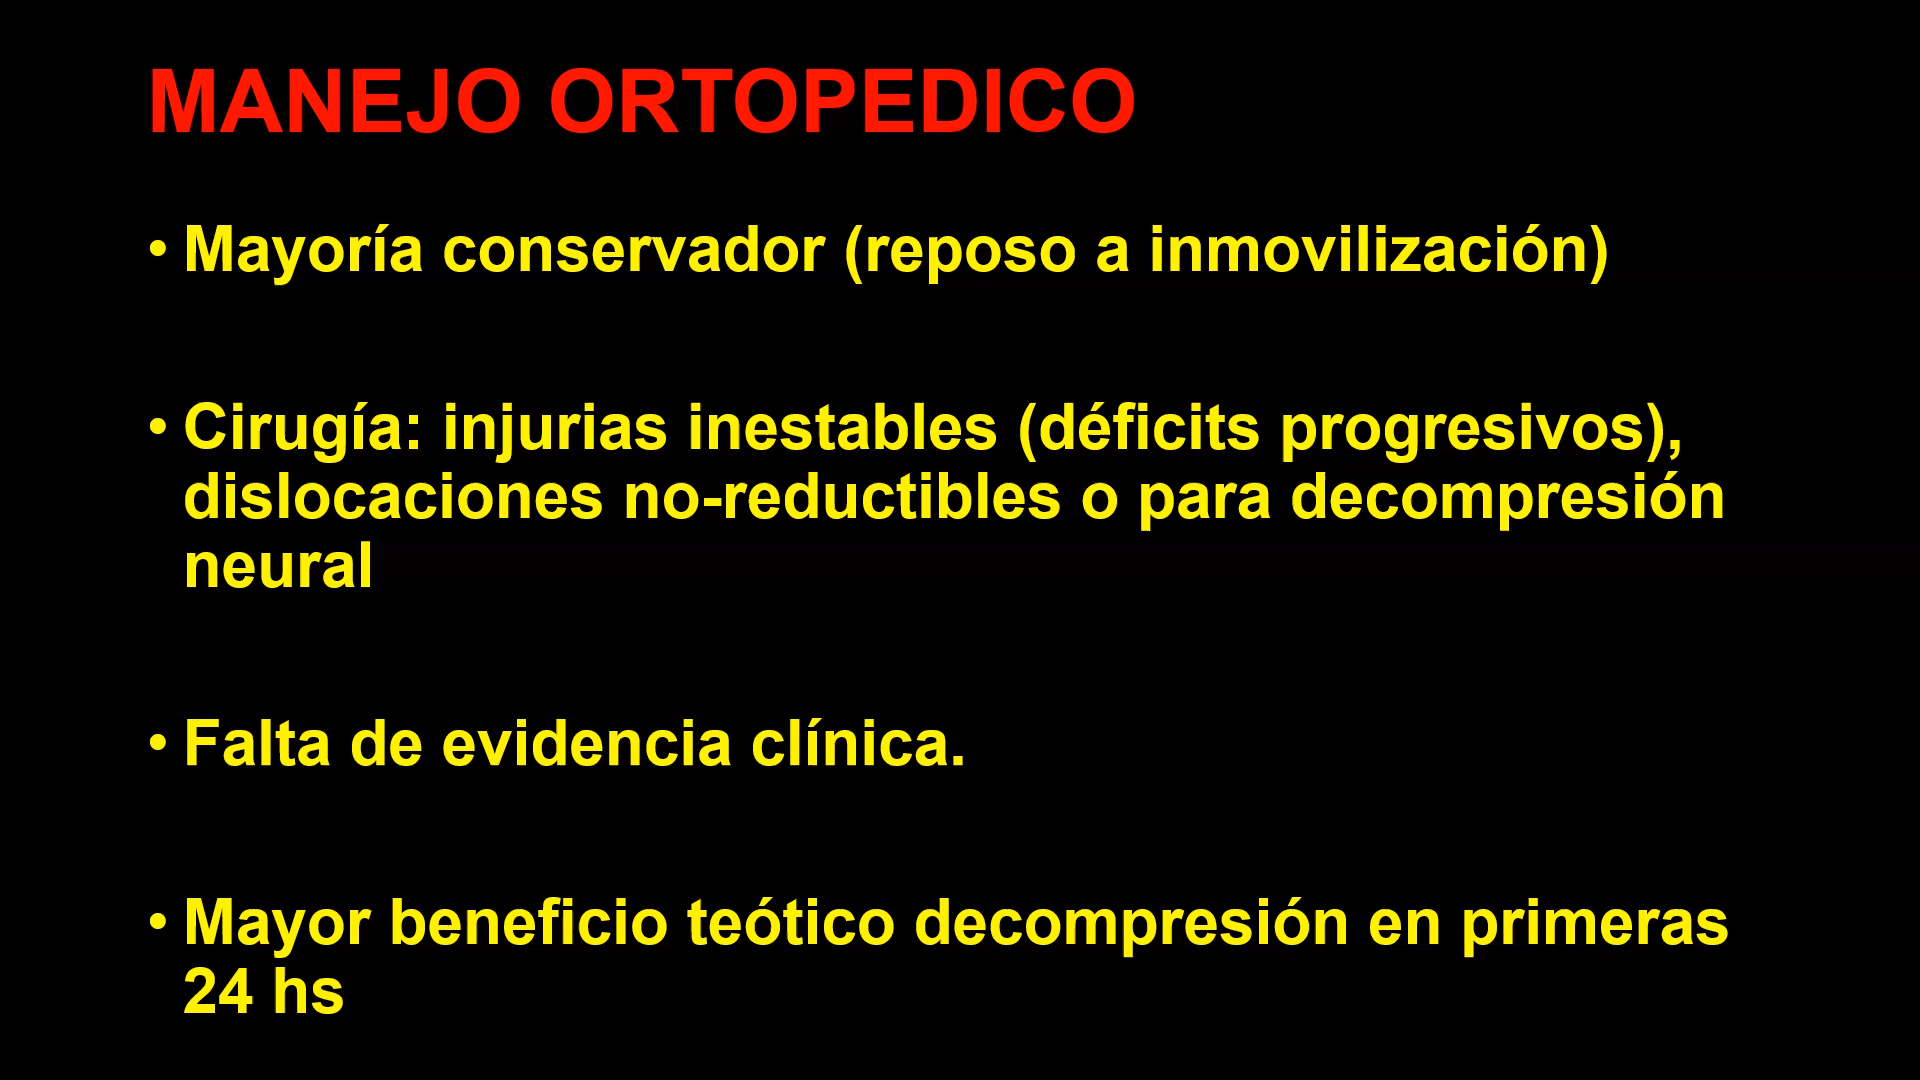 MANEJO ORTOPEDICO
• Mayoría conservador (reposo a inmovilización)
• Cirugía: injurias inestables (déficits progresivos),
dislocaciones no-reductibles o para decompresión
neural
• Falta de evidencia clínica.
• Mayor beneficio teótico decompresión en primeras
24 hs